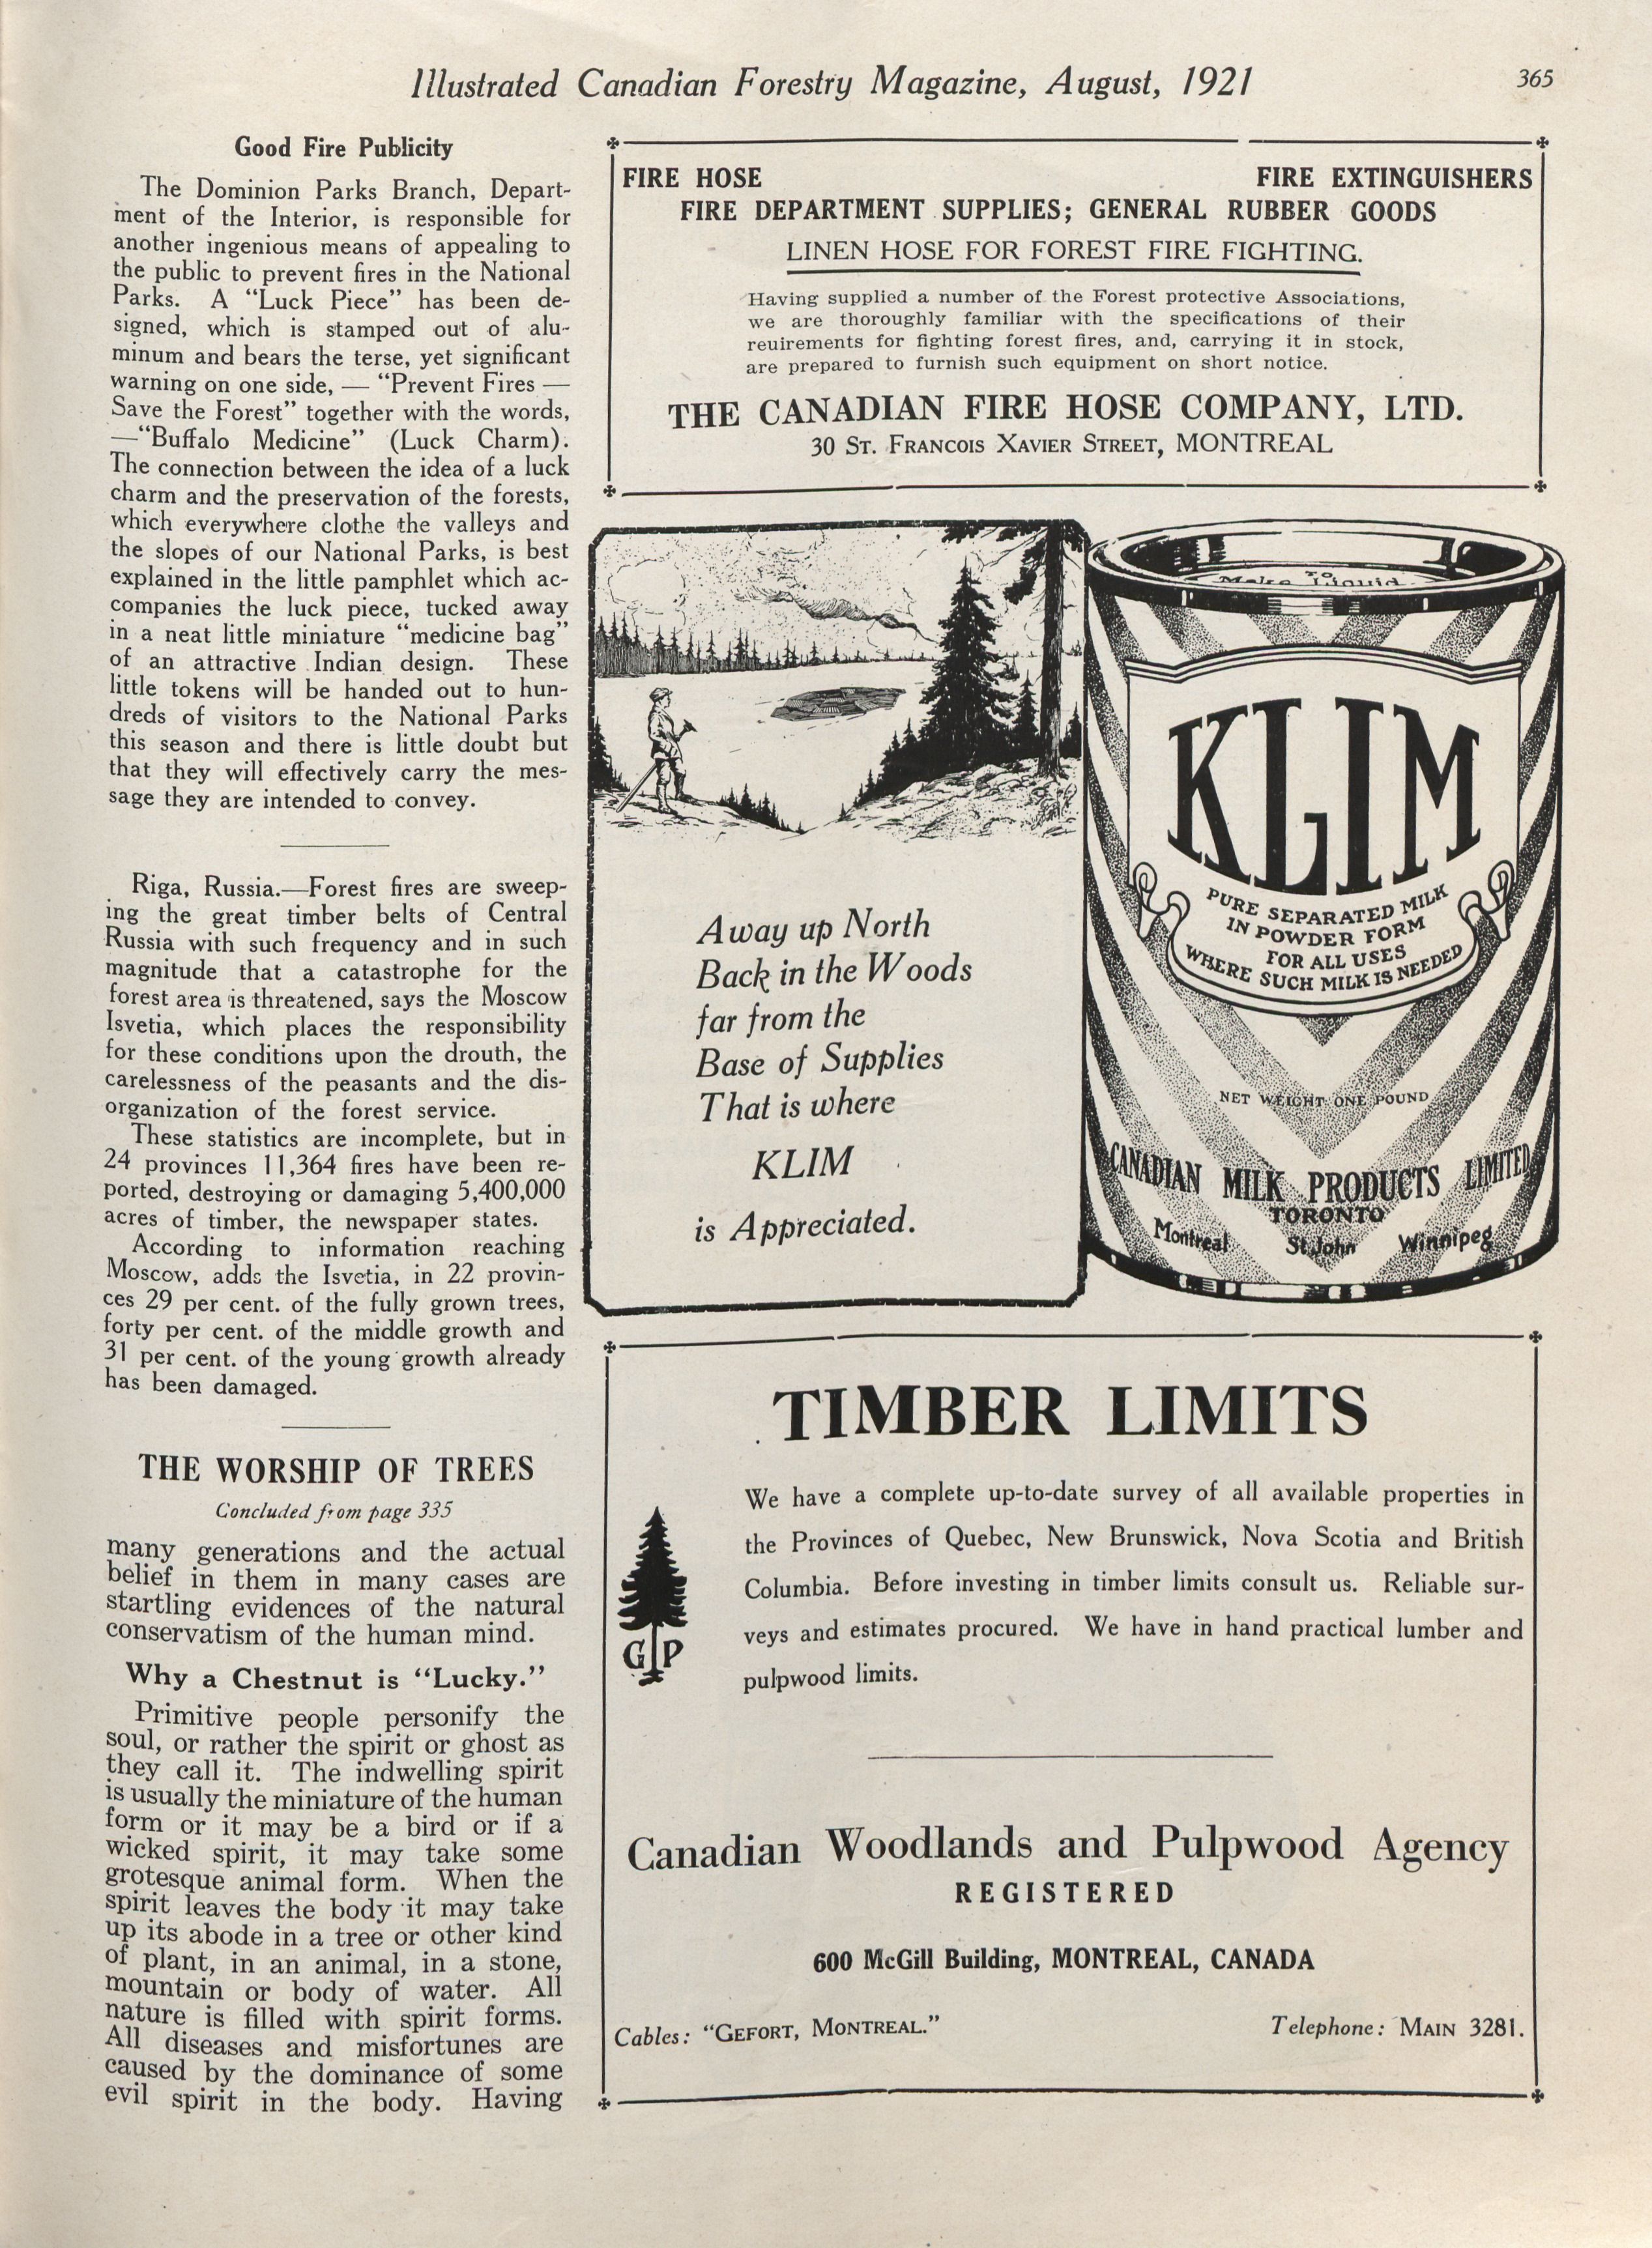 Illustrated Canadian Forestry Magazine, August, 1921
365
Good Fire Publicity
The Dominion Parks Branch, Depart-
ment of the Interior, is responsible for
another ingenious means of appealing to
the public to prevent fires in the National
Parks. A “Luck Piece” has been de-
signed, which is stamped out of alu-
minum and bears the terse, yet significant
warning on one side, — “Prevent Fires —
Save the Forest” together with the words,
—“Buffalo Medicine” (Luck Charm).
The connection between the idea of a luck
charm and the preservation of the forests,
which everywhere clothe the valleys and
the slopes of our National Parks, is best
explained in the little pamphlet which ac-
companies the luck piece, tucked away
in a neat little miniature “medicine bag”
of an attractive Indian design. These
little tokens will be handed out to hun-
dreds of visitors to the National Parks
this season and there is little doubt but
that they will effectively carry the mes-
sage they are intended to convey.
Riga, Russia.—Forest fires are sweep-
ing the great timber belts of Central
Russia with such frequency and in such
magnitude that a catastrophe for the
forest area is threatened, says the Moscow
Isvetia, which places the responsibility
for these conditions upon the drouth, the
carelessness of the peasants and the dis-
organization of the forest service.
These statistics are incomplete, but in
24 provinces 11,364 fires have been re-
ported, destroying or damaging 5,400,000
acres of timber, the newspaper states.
According to information reaching
Moscow, adds the Isvetia, in 22 provin-
ces 29 per cent. of the fully grown trees,
forty per cent. of the middle growth and
31 per cent. of the young growth already
has been damaged.
THE WORSHIP OF TREES
Concluded from page 335
many generations and the actual
belief in them in many cases are
startling evidences of the natural
conservatism of the human mind.
Why a Chestnut is “Lucky.”
Primitive people personify the
soul, or rather the spirit or ghost as
they call it. The indwelling spirit
is usually the miniature of the human
form or it may be a bird or if a
wicked spirit, it may take some
grotesque animal form. When the
spirit leaves the body it may take
up its abode in a tree or other kind
of plant, in an animal, in a stone,
mountain or body of water. All
nature is filled with spirit forms.
All diseases and misfortunes are
caused by the dominance of some
evil spirit in the body. Having
FIRE HOSE FIRE EXTINGUISHERS
FIRE DEPARTMENT SUPPLIES; GENERAL RUBBER GOODS
LINEN HOSE FOR FOREST FIRE FIGHTING.
Having supplied a number of the Forest protective Associations,
we are thoroughly familiar with the specifications of their
reuirements for fighting forest fires, and, carrying it in stock,
are prepared to furnish such equipment on short notice.
THE CANADIAN FIRE HOSE COMPANY, LTD.
30 ST. FRANCOIS XAVIER STREET, MONTREAL
Away up North
Back in the Woods
far from the
Base of Supplies
That is where
KLIM
is Appreciated.
TO
Make Liquid
KLIM
PURE SEPARATED MILK
IN POWDER FORM
FOR ALL USES
WHERE SUCH MILK IS NEEDED
NET WEIGHT ONE POUND
CANADIAN MILK PRODUCTS LIMITED
TORONTO
Montreal St. John Winnipeg
TIMBER LIMITS
We have a complete up-to-date survey of all available properties in
the Provinces of Quebec, New Brunswick, Nova Scotia and British
Columbia. Before investing in timber limits consult us. Reliable sur-
veys and estimates procured. We have in hand practical lumber and
pulpwood limits.
G P
Canadian Woodlands and Pulpwood Agency
REGISTERED
600 McGill Building, MONTREAL, CANADA
Cables: “GEFORT, MONTREAL.” Telephone: MAIN 3281.